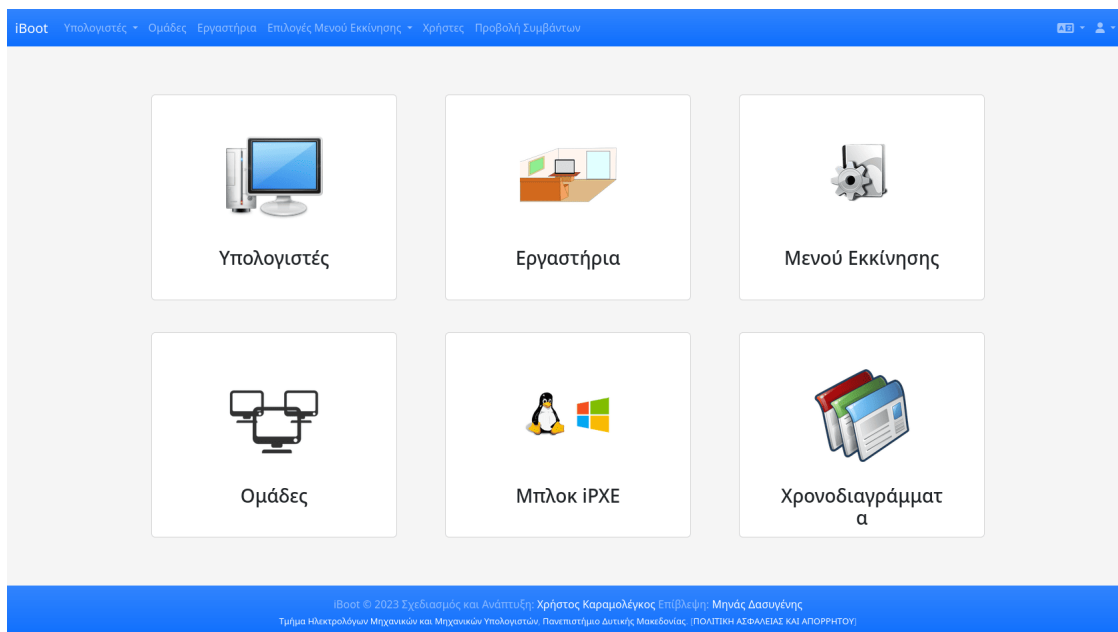 iBoot Υπολογιστές Ομάδες Εργαστήρια Επιλογές Μενού Εκκίνησης Χρήστες Προβολή Συμβάντων
Υπολογιστές
Εργαστήρια
Μενού Εκκίνησης
Ομάδες
Μπλοκ iPXE
Χρονοδιαγράμματ
α
iBoot © 2023 Σχεδιασμός και Ανάπτυξη: Χρήστος Καραμολέγκος Επίβλεψη: Μηνάς Δασυγένης
Τμήμα Ηλεκτρολόγων Μηχανικών και Μηχανικών Υπολογιστών, Πανεπιστήμιο Δυτικής Μακεδονίας. (ΠΟΛΙΤΙΚΗ ΑΣΦΑΛΕΙΑΣ ΚΑΙ ΑΠΟΡΡΗΤΟΥ)